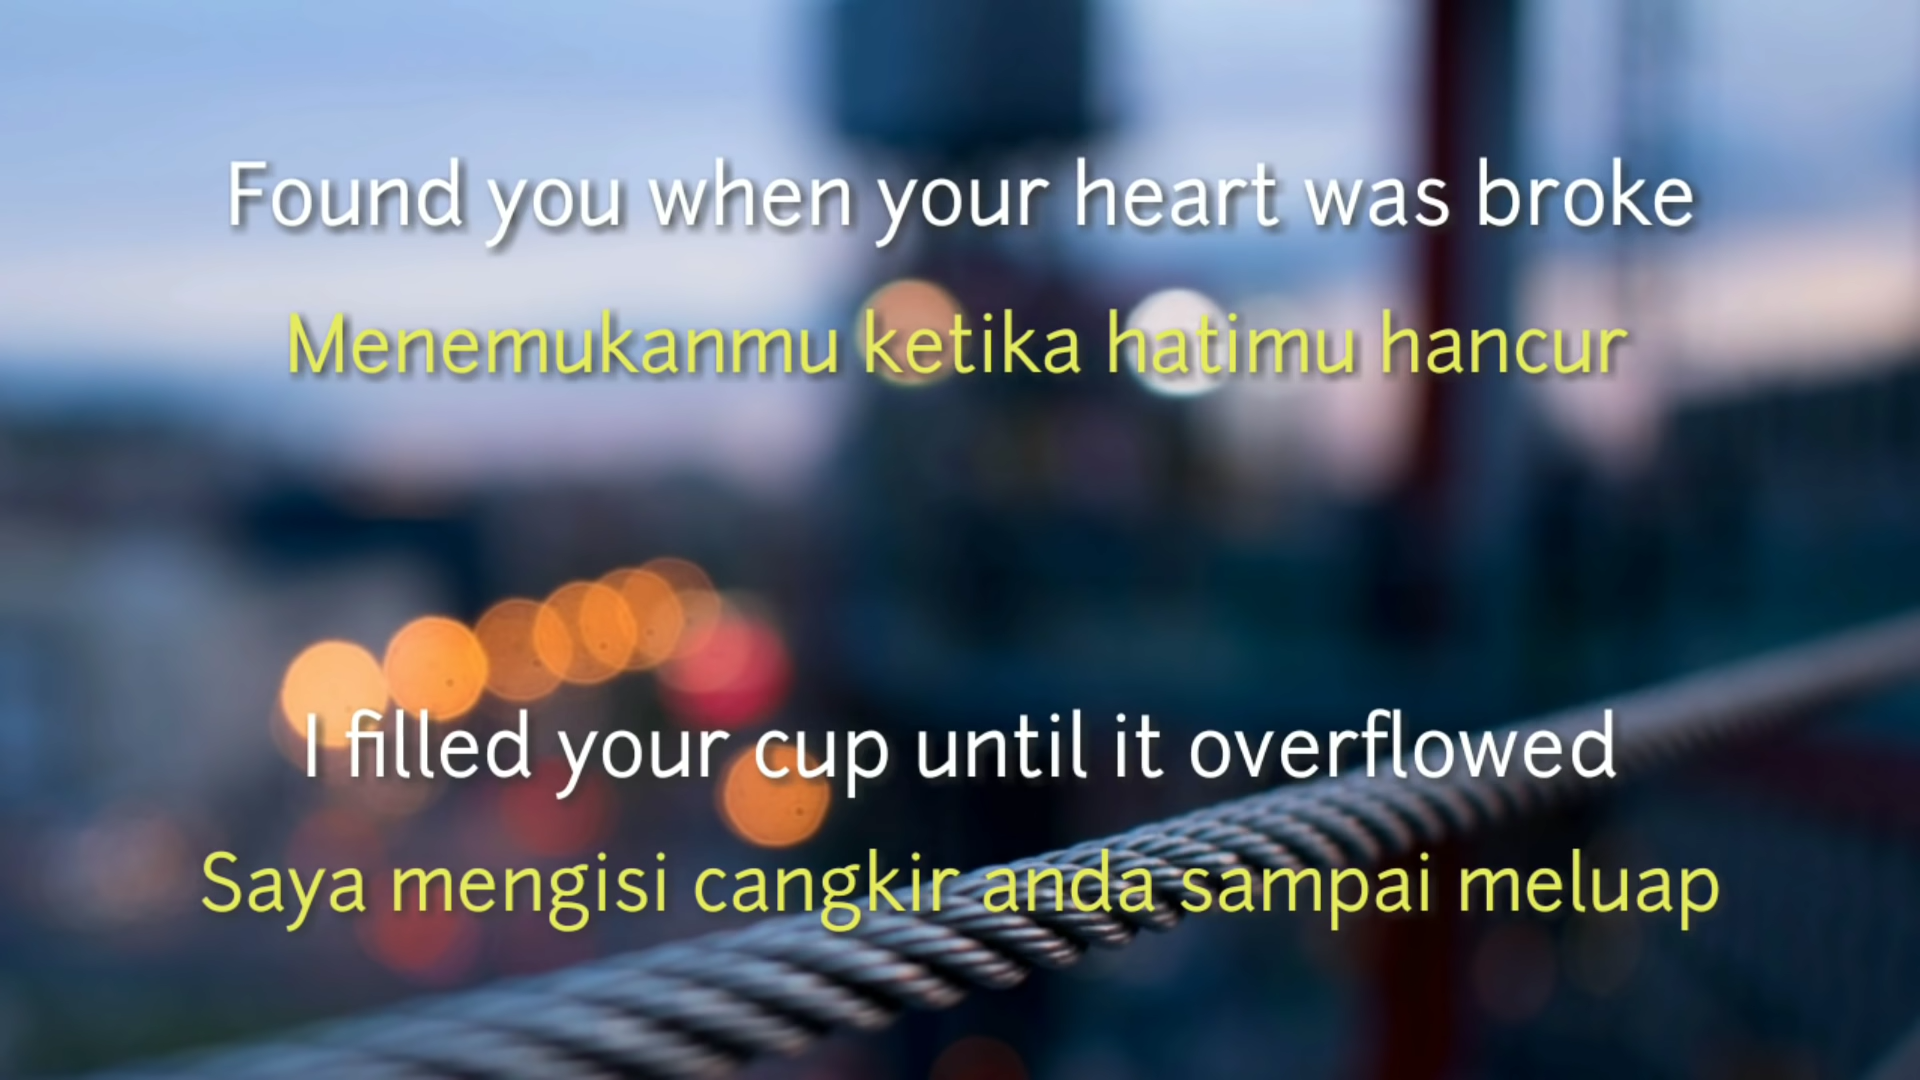 Found you when your heart was broke
Menemukanmu ketika hatimu hancur
I filled your cup until it overflowed
Saya mengisi cangkir anda sampai meluap